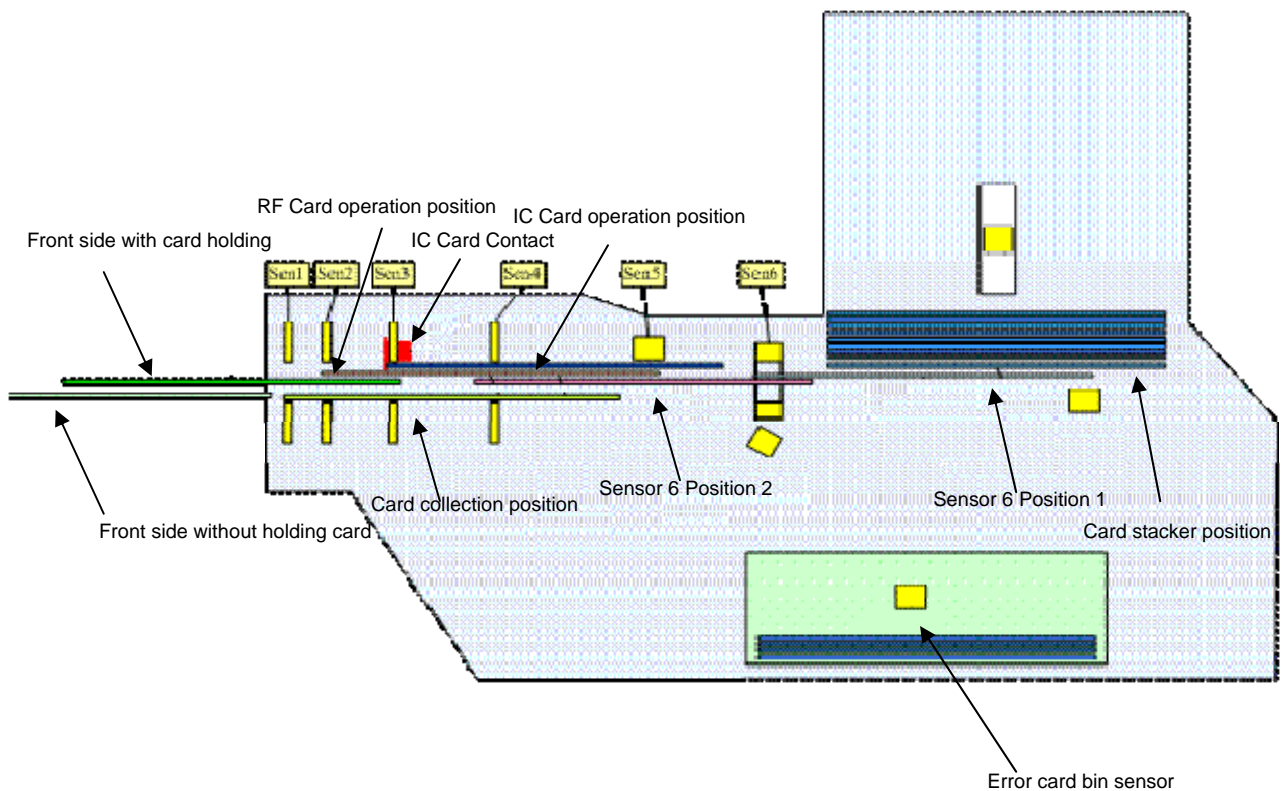 RF Card operation position
IC Card operation position
Front side with card holding
IC Card Contact
Sen1
Sen2
Sen3
Sen4
Sen5
Sen6
Sensor 6 Position 2
Sensor 6 Position 1
Card collection position
Front side without holding card
Card stacker position
Error card bin sensor